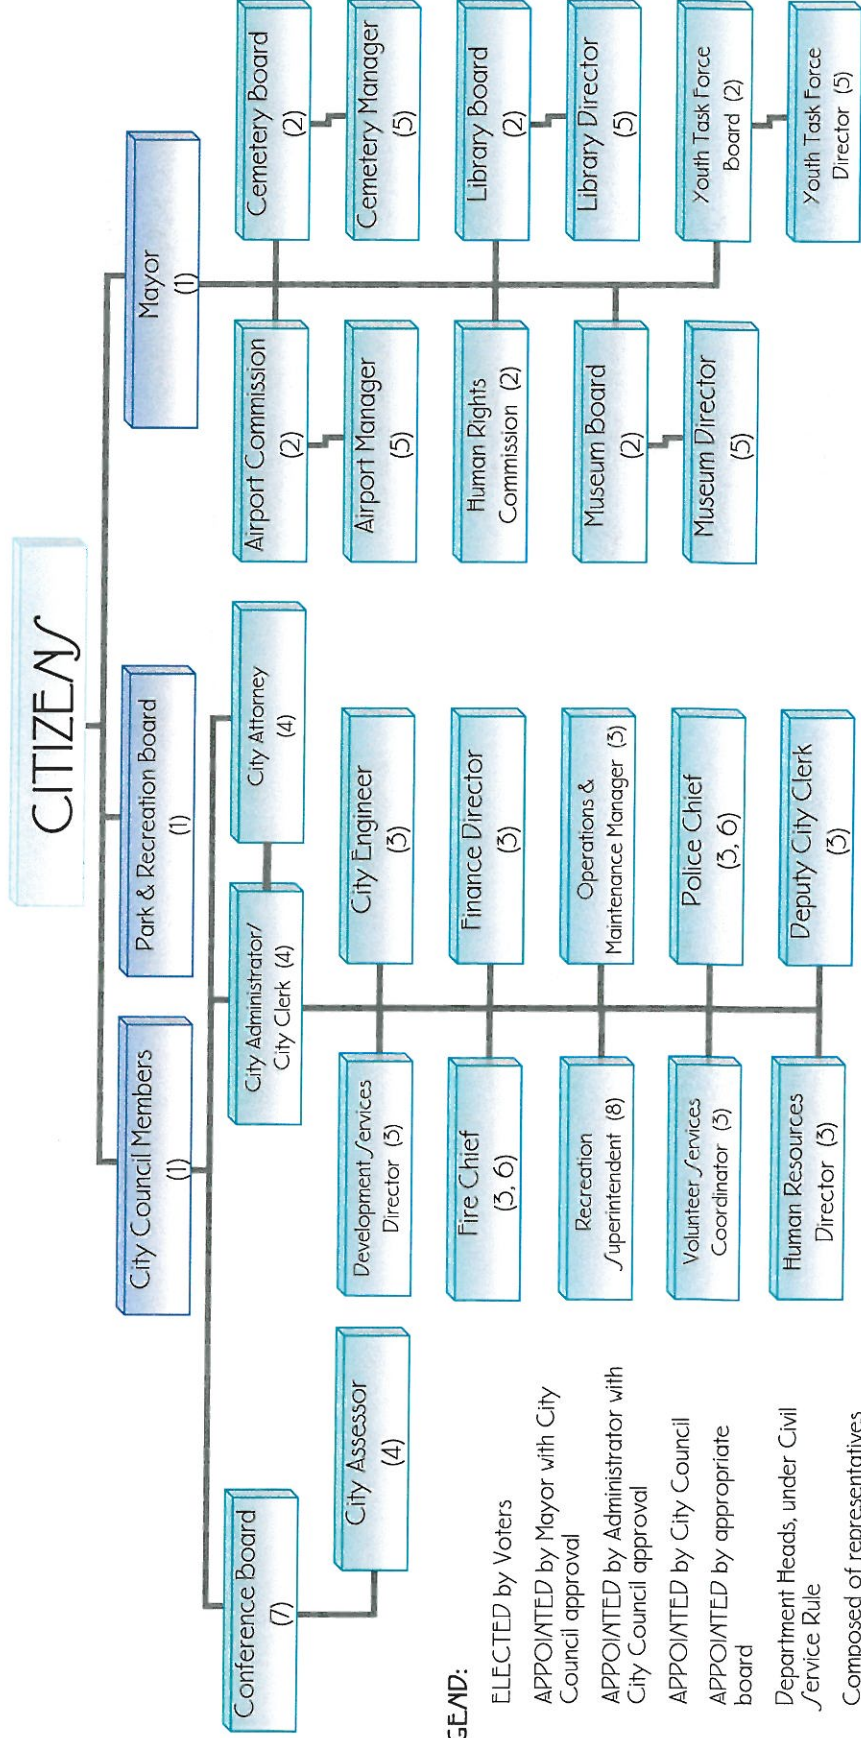 CITIZENS
City Council Members
(1)
Park & Recreation Board
(1)
Mayor
(1)
Conference Board
(7)
City Assessor
(4)
City Administrator/
City Clerk (4)
City Attorney
(4)
Development Services
Director (3)
City Engineer
(3)
Fire Chief
(3, 6)
Finance Director
(3)
Recreation
Superintendent (8)
Operations &
Maintenance Manager (3)
Volunteer Services
Coordinator (3)
Police Chief
(3, 6)
Human Resources
Director (3)
Deputy City Clerk
(3)
Airport Commission
(2)
Cemetery Board
(2)
Airport Manager
(5)
Cemetery Manager
(5)
Human Rights
Commission (2)
Library Board
(2)
Library Director
(5)
Museum Board
(2)
Museum Director
(5)
Youth Task Force
Board (2)
Youth Task Force
Director (5)
GEND:
ELECTED by Voters
APPOINTED by Mayor with City
Council approval
APPOINTED by Administrator with
City Council approval
APPOINTED by City Council
APPOINTED by appropriate
board
Department Heads, under Civil
Service Rule
Composed of representatives